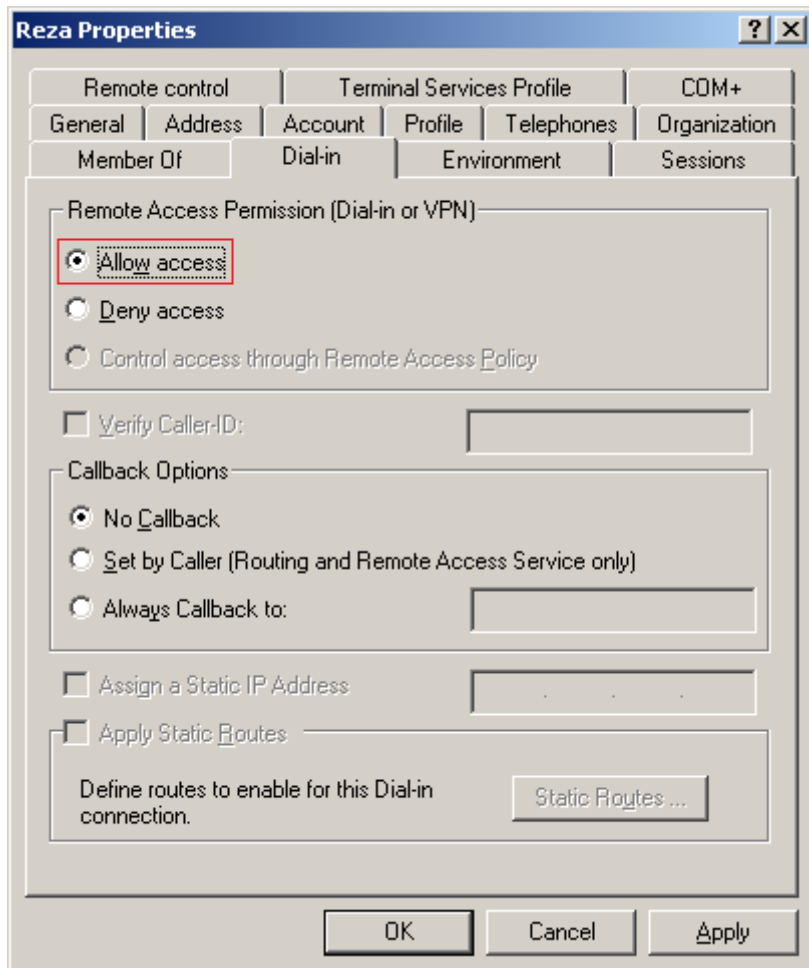 Reza Properties
Remote control Terminal Services Profile COM+
General Address Account Profile Telephones Organization
Member Of Dial-in Environment Sessions
Remote Access Permission (Dial-in or VPN)
Allow access
Deny access
Control access through Remote Access Policy
Verify Caller-ID:
Callback Options
No Callback
Set by Caller (Routing and Remote Access Service only)
Always Callback to:
Assign a Static IP Address
Apply Static Routes
Define routes to enable for this Dial-in
connection.
Static Routes ...
OK Cancel Apply